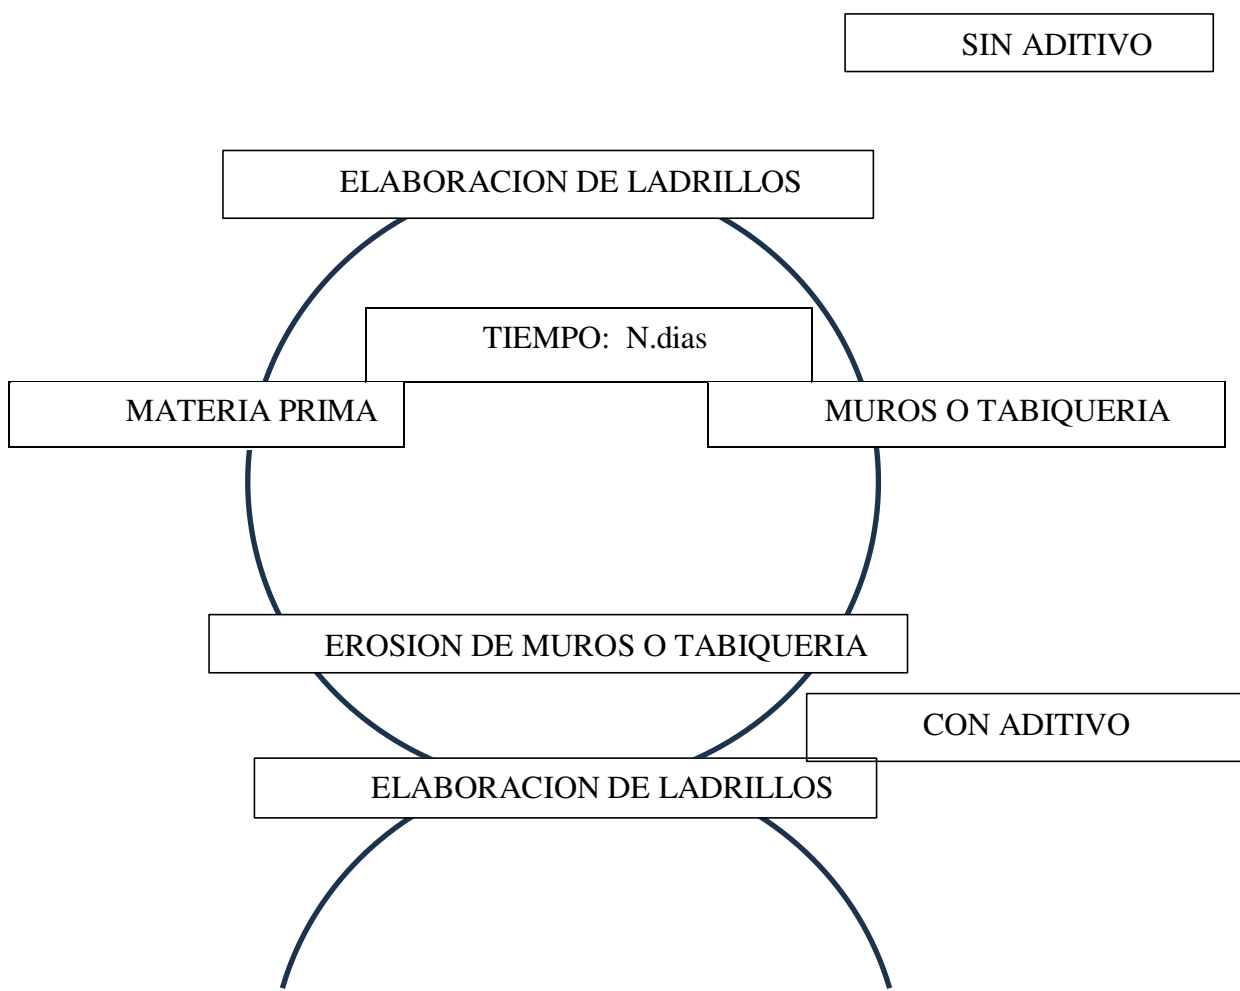 SIN ADITIVO
ELABORACION DE LADRILLOS
TIEMPO: N.dias
MATERIA PRIMA
MUROS O TABIQUERIA
EROSION DE MUROS O TABIQUERIA
CON ADITIVO
ELABORACION DE LADRILLOS